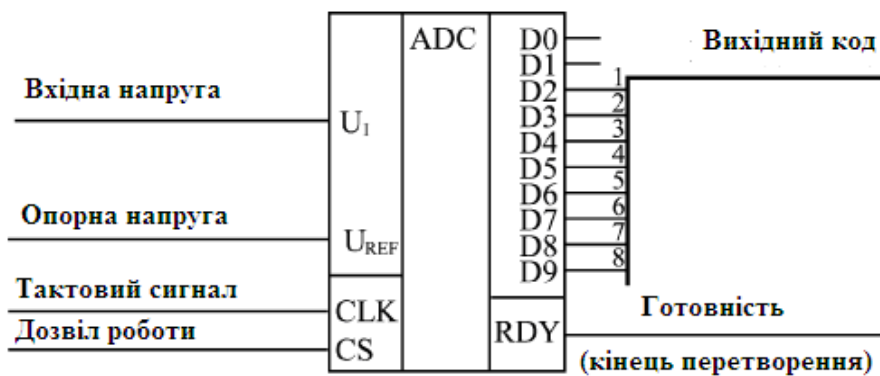 ADC
D0
Вихідний код
D1
1
Вхідна напруга
D2
2
U1
D3
3
D4
4
D5
5
D6
6
Опорна напруга
D7
7
UREF
D8
8
D9
Тактовий сигнал
Готовність
CLK
Дозвіл роботи
RDY
CS
(кінець перетворення)